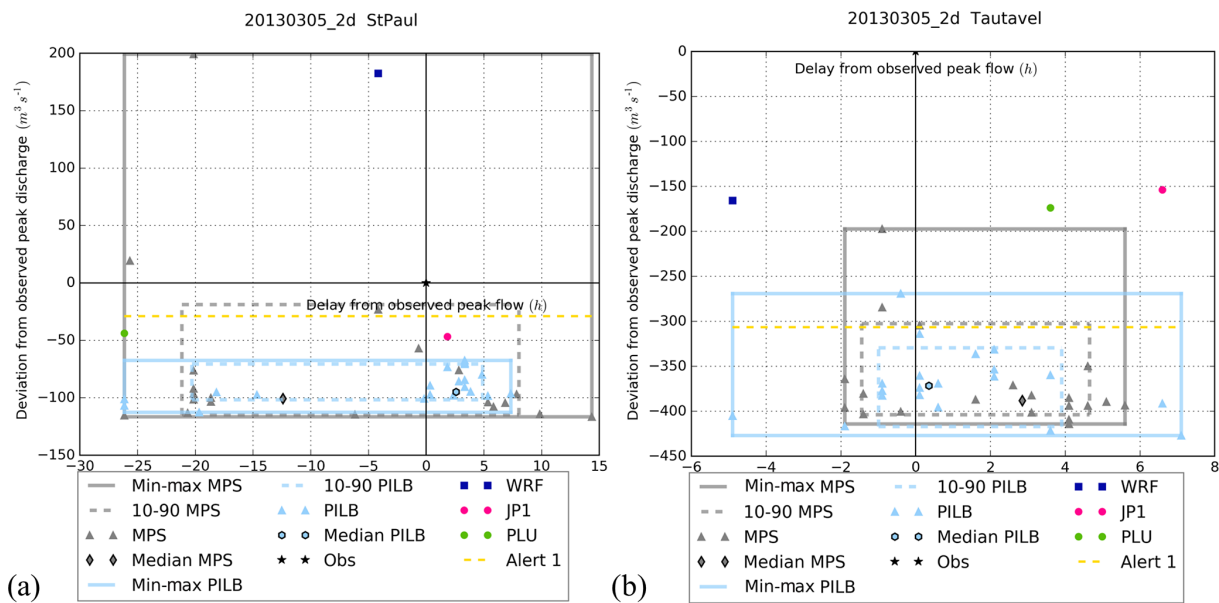 20130305_2d StPaul
Deviation from observed peak discharge (m³ s⁻¹)
200
150
100
50
0
−50
−100
−150
Delay from observed peak flow (h)
−30 −25 −20 −15 −10 −5 0 5 10 15
Min-max MPS
10-90 MPS
MPS
Median MPS
Min-max PILB
10-90 PILB
PILB
Median PILB
Obs
WRF
JP1
PLU
Alert 1
(a)
20130305_2d Tautavel
Deviation from observed peak discharge (m³ s⁻¹)
0
−50
−100
−150
−200
−250
−300
−350
−400
−450
Delay from observed peak flow (h)
−6 −4 −2 0 2 4 6 8
Min-max MPS
10-90 MPS
MPS
Median MPS
Min-max PILB
10-90 PILB
PILB
Median PILB
Obs
WRF
JP1
PLU
Alert 1
(b)